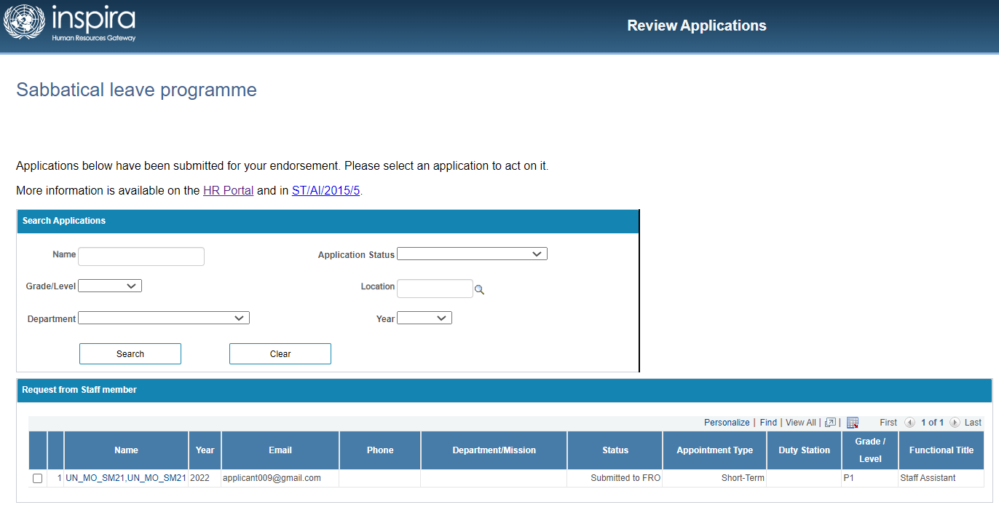 inspira
Human Resources Gateway
Review Applications
Sabbatical leave programme
Applications below have been submitted for your endorsement. Please select an application to act on it.
More information is available on the HR Portal and in ST/AI/2015/5.
Search Applications
Name Application Status
Grade/Level Location
Department Year
Search Clear
Request from Staff member
Personalize | Find | View All | | First 1 of 1 Last
Name Year Email Phone Department/Mission Status Appointment Type Duty Station Grade / Level Functional Title
1 UN_MO_SM21,UN_MO_SM21 2022 applicant009@gmail.com Submitted to FRO Short-Term P1 Staff Assistant